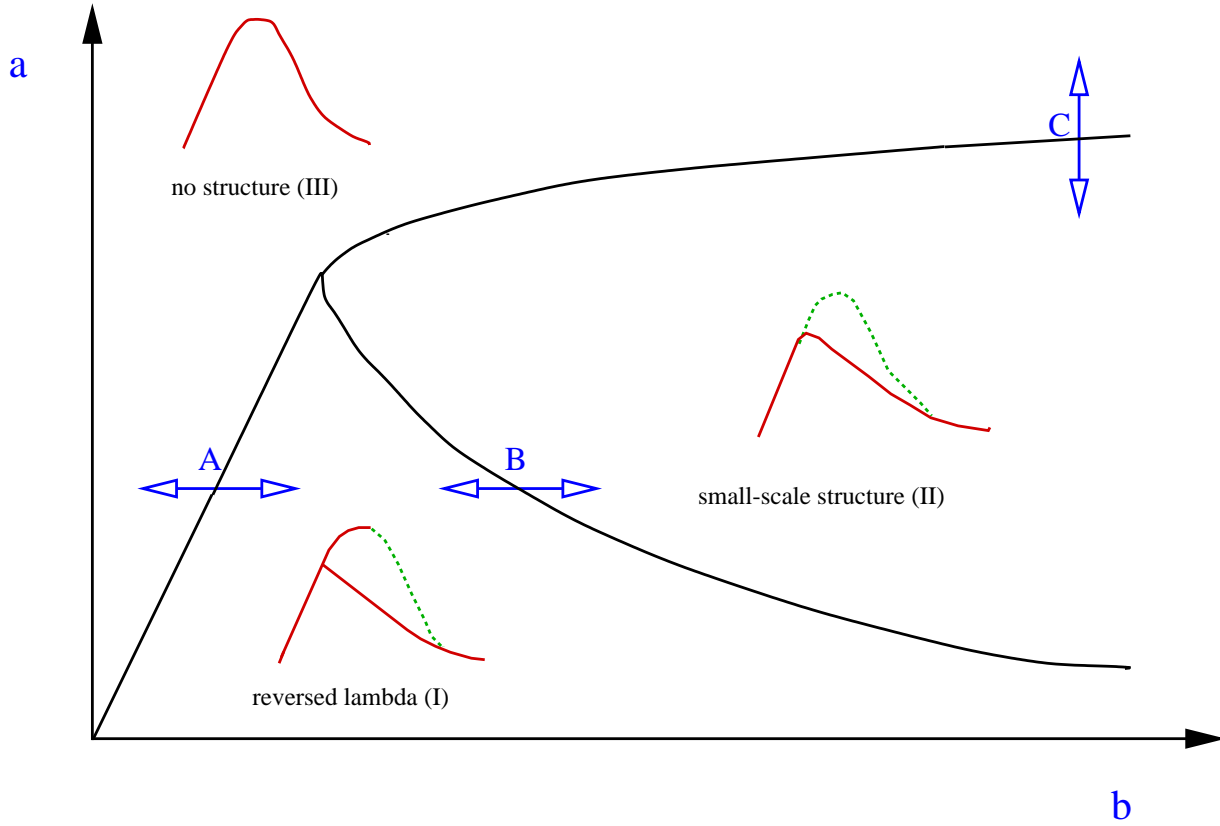 a
no structure (III)
C
A
B
small-scale structure (II)
reversed lambda (I)
b